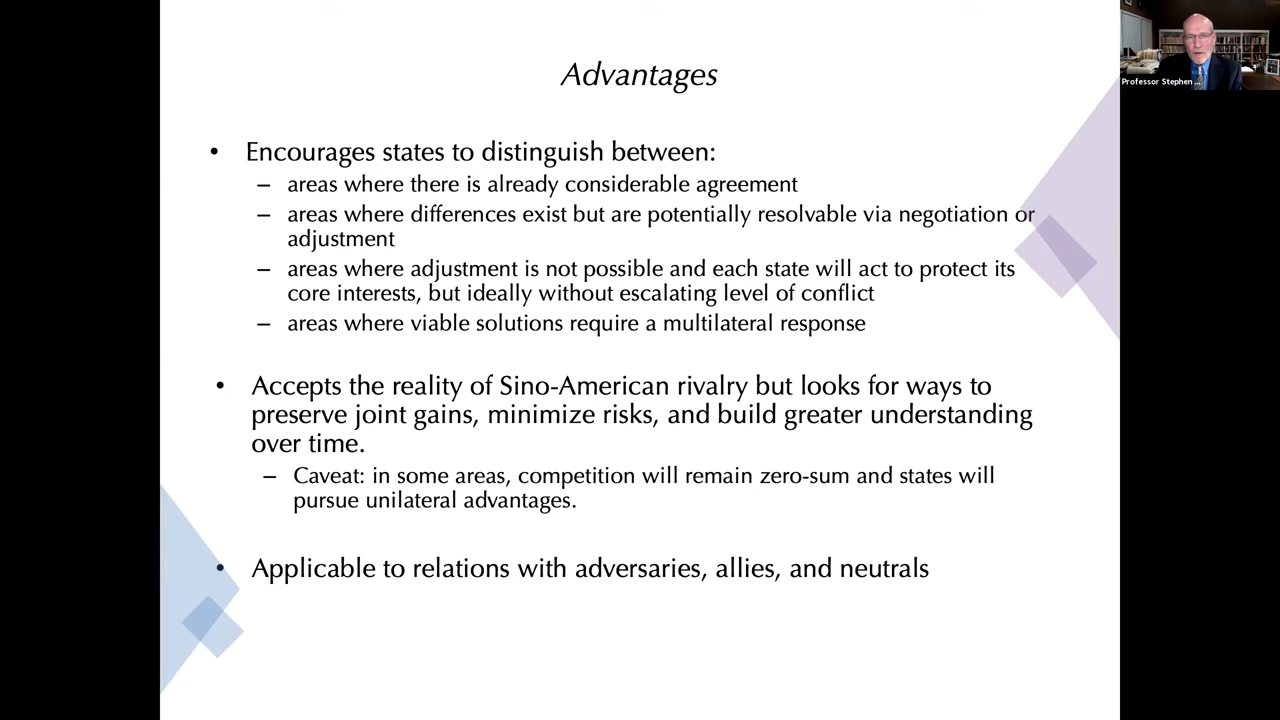 Advantages
• Encourages states to distinguish between:
– areas where there is already considerable agreement
– areas where differences exist but are potentially resolvable via negotiation or
adjustment
– areas where adjustment is not possible and each state will act to protect its
core interests, but ideally without escalating level of conflict
– areas where viable solutions require a multilateral response
• Accepts the reality of Sino-American rivalry but looks for ways to
preserve joint gains, minimize risks, and build greater understanding
over time.
– Caveat: in some areas, competition will remain zero-sum and states will
pursue unilateral advantages.
• Applicable to relations with adversaries, allies, and neutrals
Professor Stephen ...